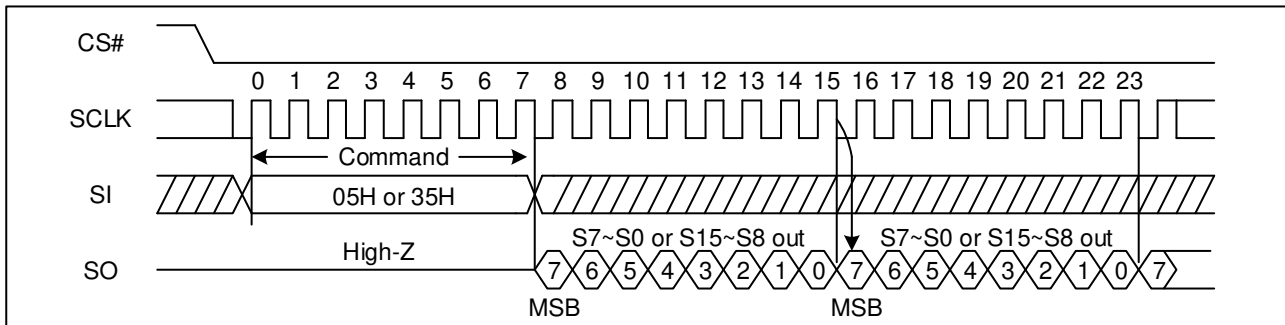 CS#
0 1 2 3 4 5 6 7 8 9 10 11 12 13 14 15 16 17 18 19 20 21 22 23
SCLK
Command
SI
05H or 35H
High-Z
S7~S0 or S15~S8 out S7~S0 or S15~S8 out
SO
7 6 5 4 3 2 1 0 7 6 5 4 3 2 1 0 7
MSB MSB